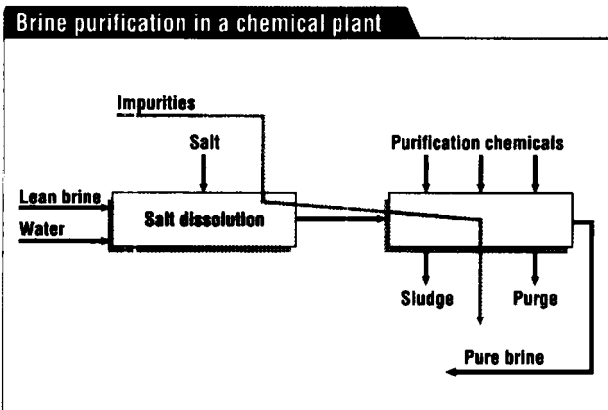 Brine purification in a chemical plant
Impurities
Salt
Purification chemicals
Lean brine
Salt dissolution
Water
Sludge
Purge
Pure brine